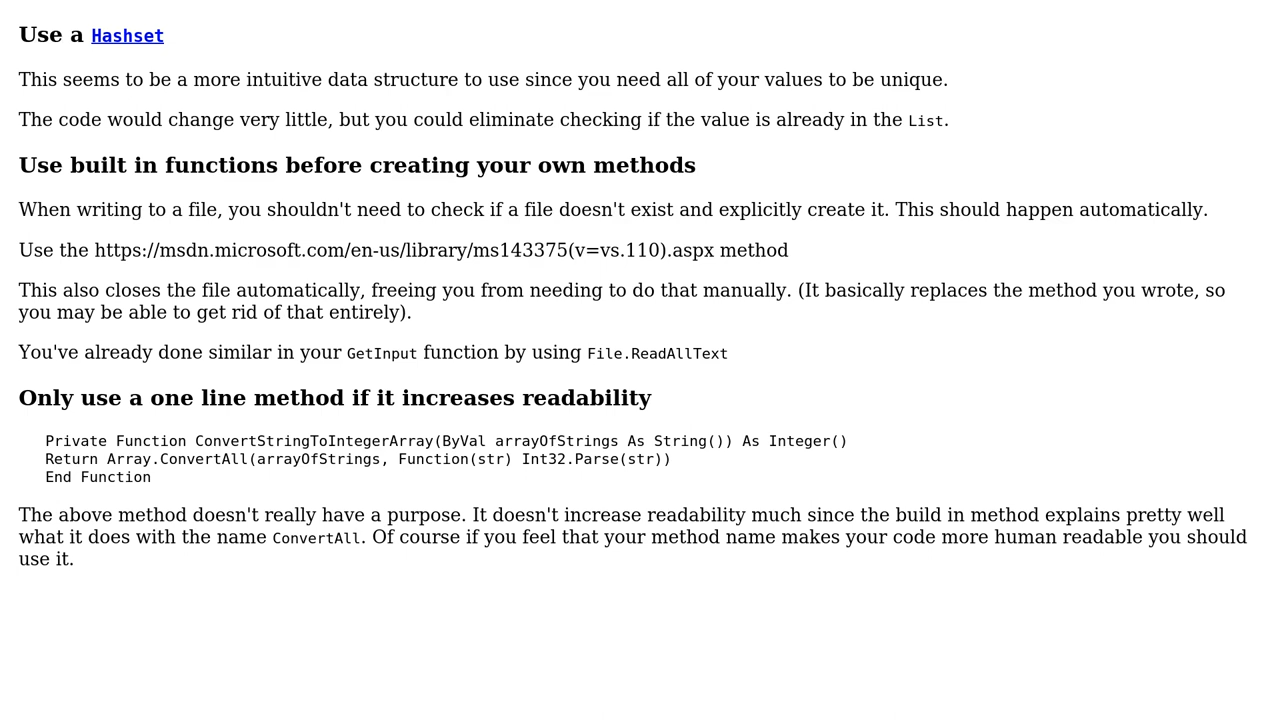 Use a Hashset
This seems to be a more intuitive data structure to use since you need all of your values to be unique.
The code would change very little, but you could eliminate checking if the value is already in the List.
Use built in functions before creating your own methods
When writing to a file, you shouldn't need to check if a file doesn't exist and explicitly create it. This should happen automatically.
Use the https://msdn.microsoft.com/en-us/library/ms143375(v=vs.110).aspx method
This also closes the file automatically, freeing you from needing to do that manually. (It basically replaces the method you wrote, so
you may be able to get rid of that entirely).
You've already done similar in your GetInput function by using File.ReadAllText
Only use a one line method if it increases readability
Private Function ConvertStringToIntegerArray(ByVal arrayOfStrings As String()) As Integer()
Return Array.ConvertAll(arrayOfStrings, Function(str) Int32.Parse(str))
End Function
The above method doesn't really have a purpose. It doesn't increase readability much since the build in method explains pretty well
what it does with the name ConvertAll. Of course if you feel that your method name makes your code more human readable you should
use it.